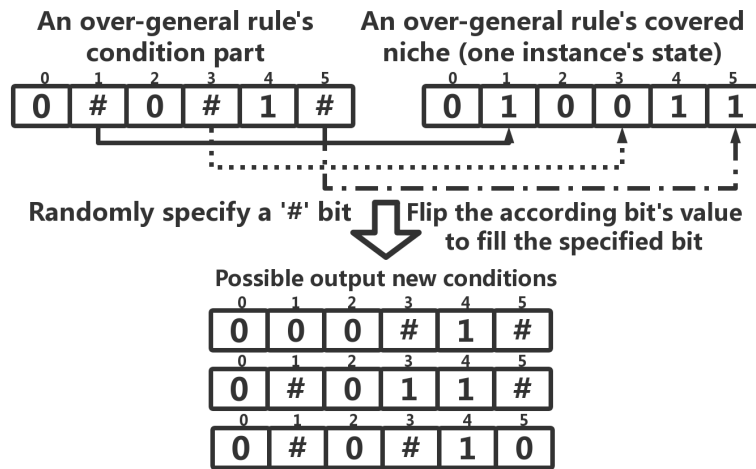 An over-general rule's
condition part
0 1 2 3 4 5
0 # 0 # 1 #
An over-general rule's covered
niche (one instance's state)
0 1 2 3 4 5
0 1 0 0 1 1
Randomly specify a '#' bit
Flip the according bit's value
to fill the specified bit
Possible output new conditions
0 1 2 3 4 5
0 0 0 # 1 #
0 1 2 3 4 5
0 # 0 1 1 #
0 1 2 3 4 5
0 # 0 # 1 0